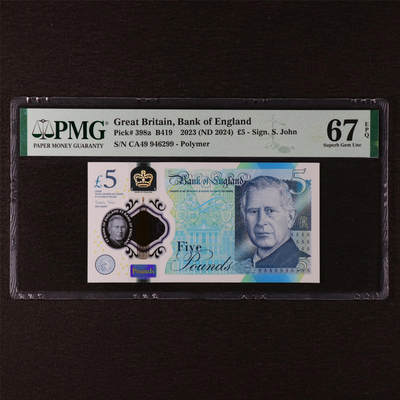 PMG
PAPER MONEY GUARANTY
Great Britain, Bank of England
Pick# 398a B419 2023 (ND 2024) £5 - Sign. S. John
S/N CA49 946299 - Polymer
67 EPQ
Superb Gem Unc
£5
Bank of England
5
Five
Pounds
Pounds